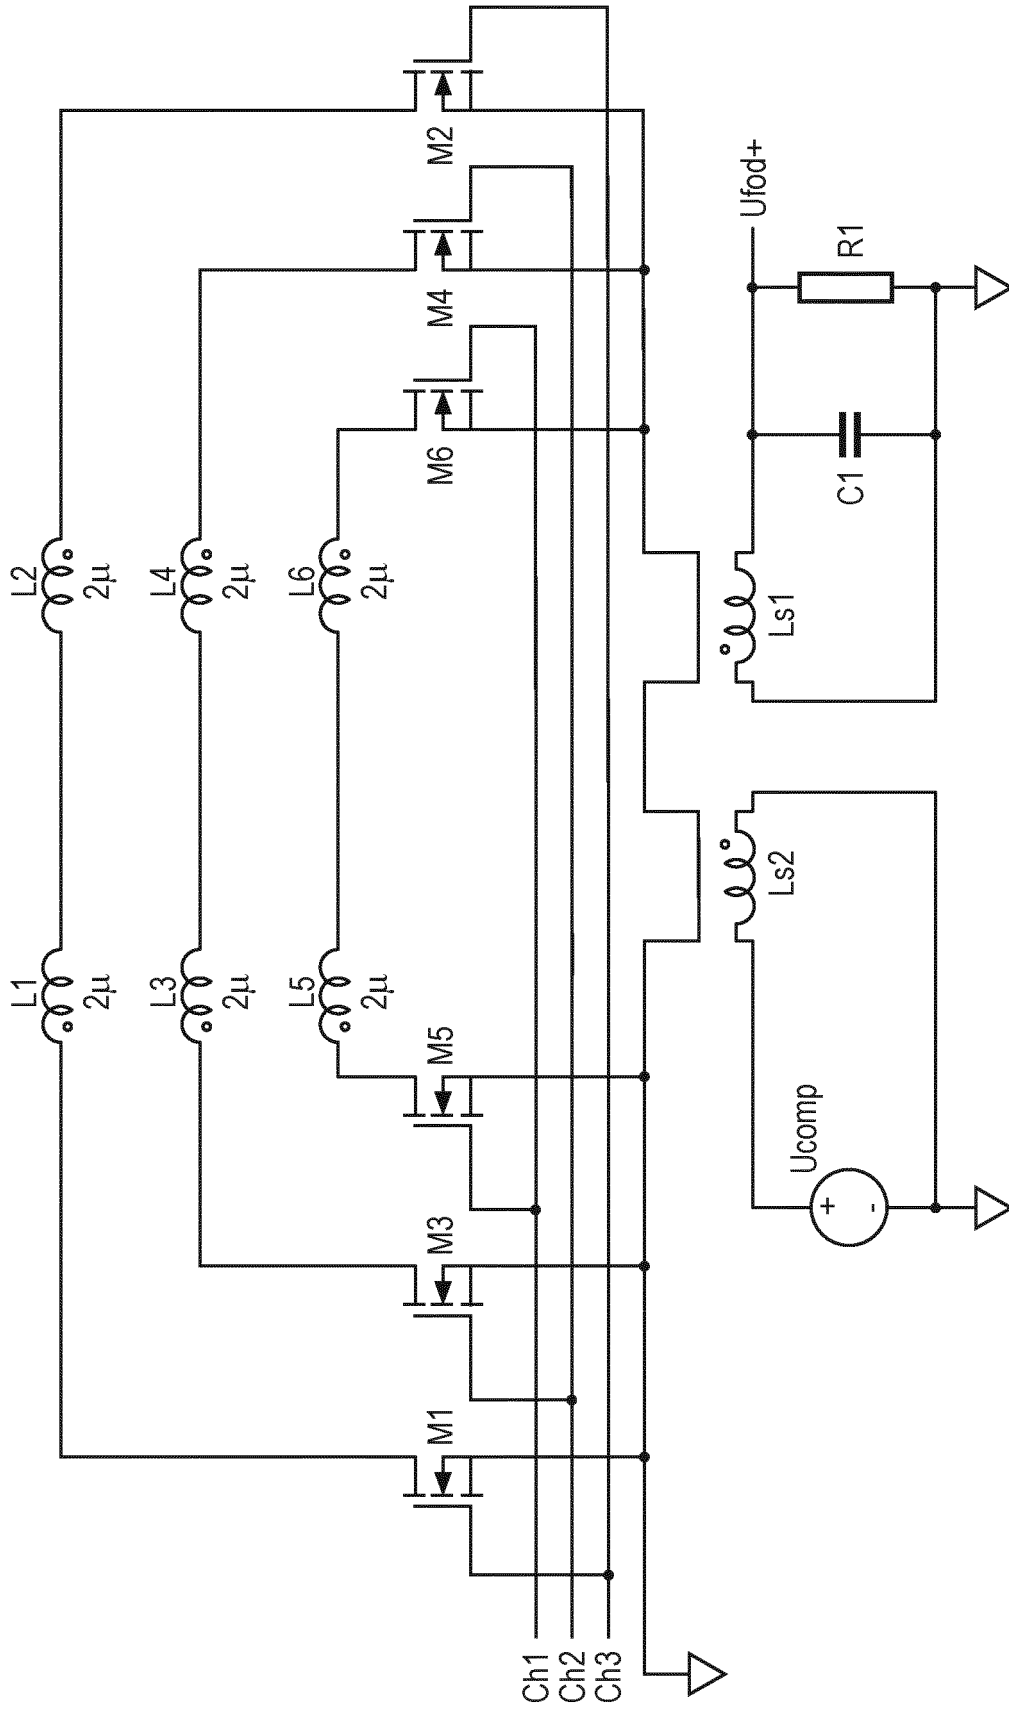 L1
2μ
L2
2μ
L3
2μ
L4
2μ
L5
2μ
L6
2μ
M1
M3
M5
M6
M4
M2
Ch1
Ch2
Ch3
Ucomp
+
-
Ls2
Ls1
C1
R1
Ufod+